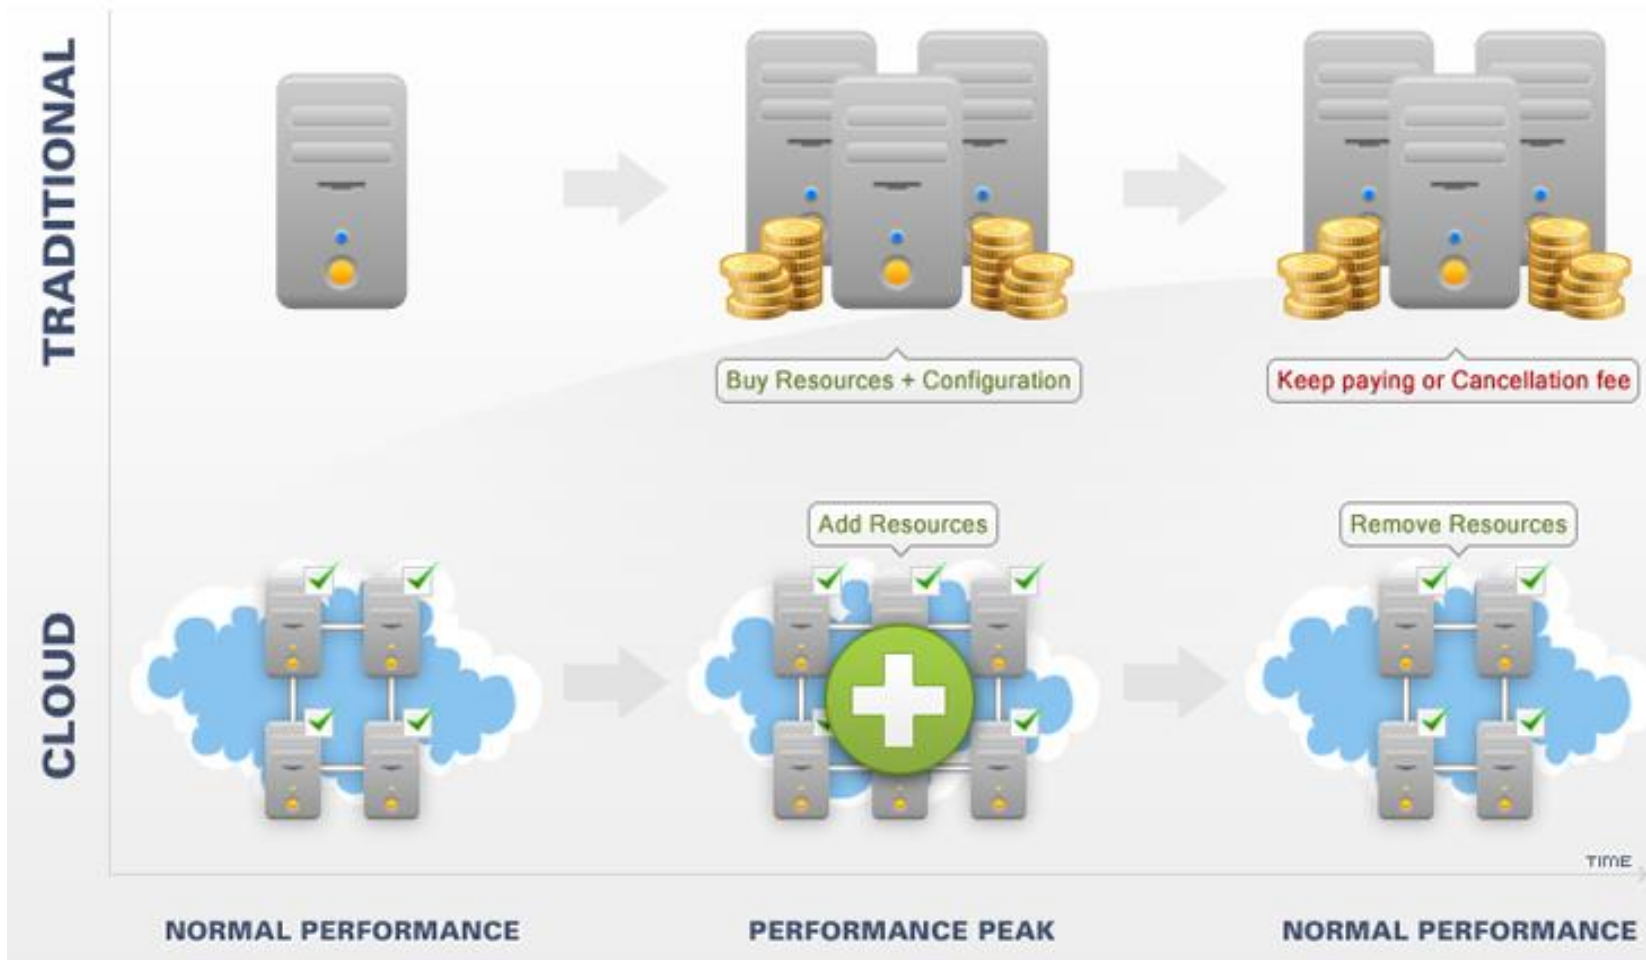 TRADITIONAL
Buy Resources + Configuration
Keep paying or Cancellation fee
CLOUD
Add Resources
Remove Resources
TIME
NORMAL PERFORMANCE
PERFORMANCE PEAK
NORMAL PERFORMANCE